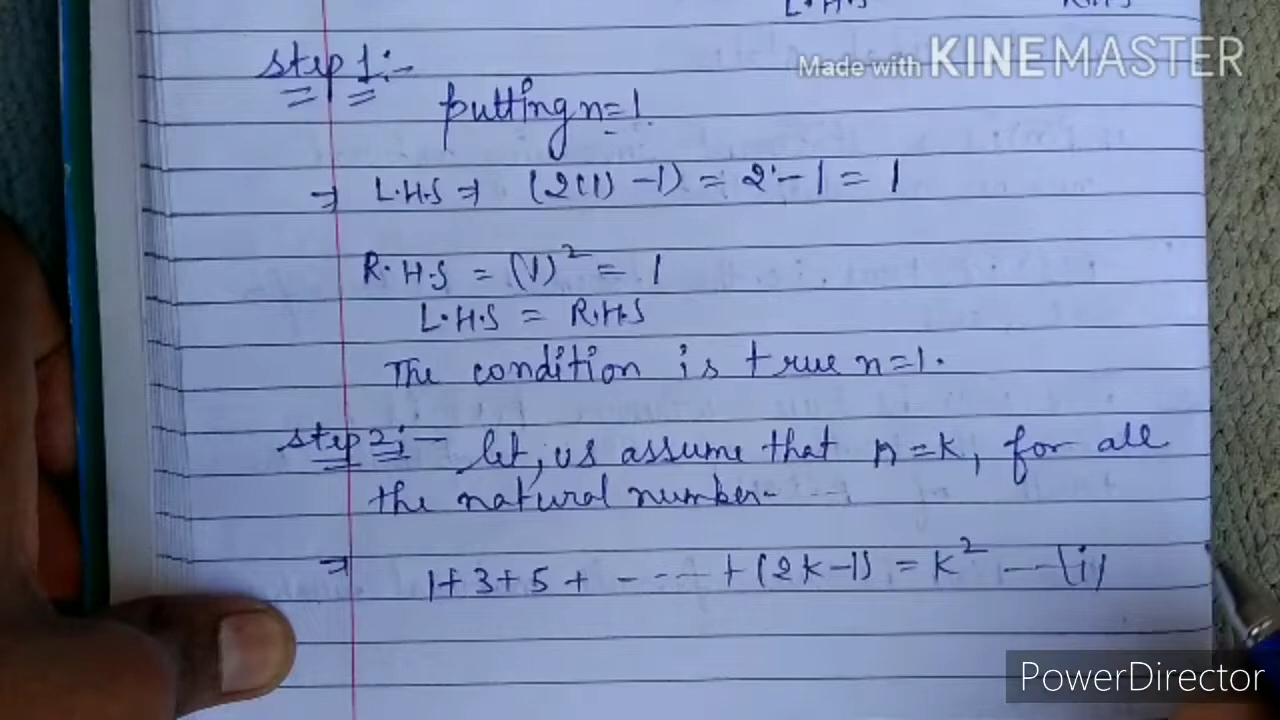 L.H.S R.H.S
Made with KINEMASTER
Step 1:-
putting n=1.
⇒ L.H.S ⇒ (2(1) -1) = 2 - 1 = 1
R.H.S = (1)² = 1
L.H.S = R.H.S
The condition is true n=1.
Step 2:- let, us assume that n=k, for all
the natural number-
⇒ 1+3+5+ ---- +(2k-1) = k² —(i)
PowerDirector